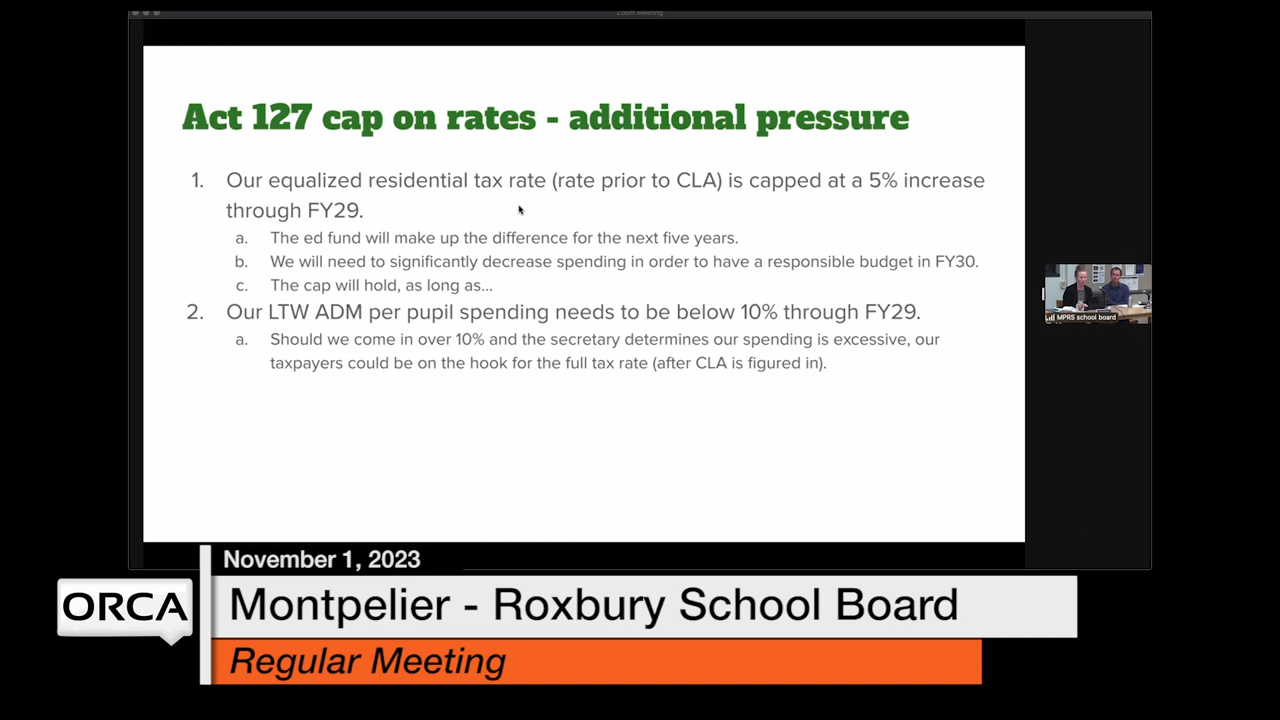 Zoom Meeting
Act 127 cap on rates - additional pressure
1. Our equalized residential tax rate (rate prior to CLA) is capped at a 5% increase
through FY29.
a. The ed fund will make up the difference for the next five years.
b. We will need to significantly decrease spending in order to have a responsible budget in FY30.
c. The cap will hold, as long as...
2. Our LTW ADM per pupil spending needs to be below 10% through FY29.
a. Should we come in over 10% and the secretary determines our spending is excessive, our
taxpayers could be on the hook for the full tax rate (after CLA is figured in).
MPRS school board
November 1, 2023
ORCA
Montpelier - Roxbury School Board
Regular Meeting